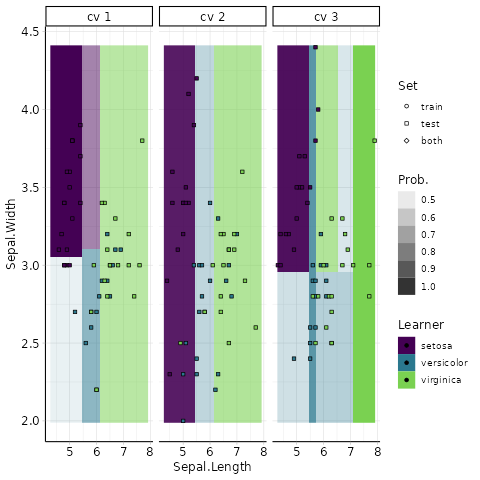 cv 1 cv 2 cv 3
4.5
4.0
3.5
3.0
2.5
2.0
Sepal.Width
5 6 7 8 5 6 7 8 5 6 7 8
Sepal.Length
Set
train
test
both
Prob.
0.5
0.6
0.7
0.8
0.9
1.0
Learner
setosa
versicolor
virginica